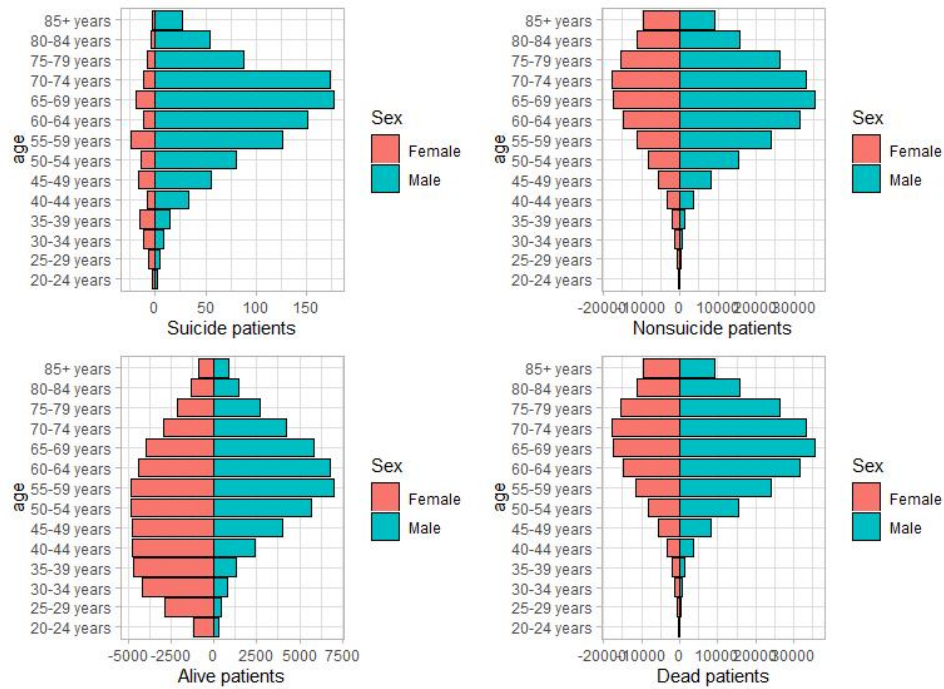 85+ years
80-84 years
75-79 years
70-74 years
65-69 years
60-64 years
55-59 years
50-54 years
45-49 years
40-44 years
35-39 years
30-34 years
25-29 years
20-24 years
age
0 50 100 150
Suicide patients
Sex
Female
Male
85+ years
80-84 years
75-79 years
70-74 years
65-69 years
60-64 years
55-59 years
50-54 years
45-49 years
40-44 years
35-39 years
30-34 years
25-29 years
20-24 years
age
-20000 -10000 0 10000 20000 30000
Nonsuicide patients
Sex
Female
Male
85+ years
80-84 years
75-79 years
70-74 years
65-69 years
60-64 years
55-59 years
50-54 years
45-49 years
40-44 years
35-39 years
30-34 years
25-29 years
20-24 years
age
-5000 -2500 0 2500 5000 7500
Alive patients
Sex
Female
Male
85+ years
80-84 years
75-79 years
70-74 years
65-69 years
60-64 years
55-59 years
50-54 years
45-49 years
40-44 years
35-39 years
30-34 years
25-29 years
20-24 years
age
-20000 -10000 0 10000 20000 30000
Dead patients
Sex
Female
Male